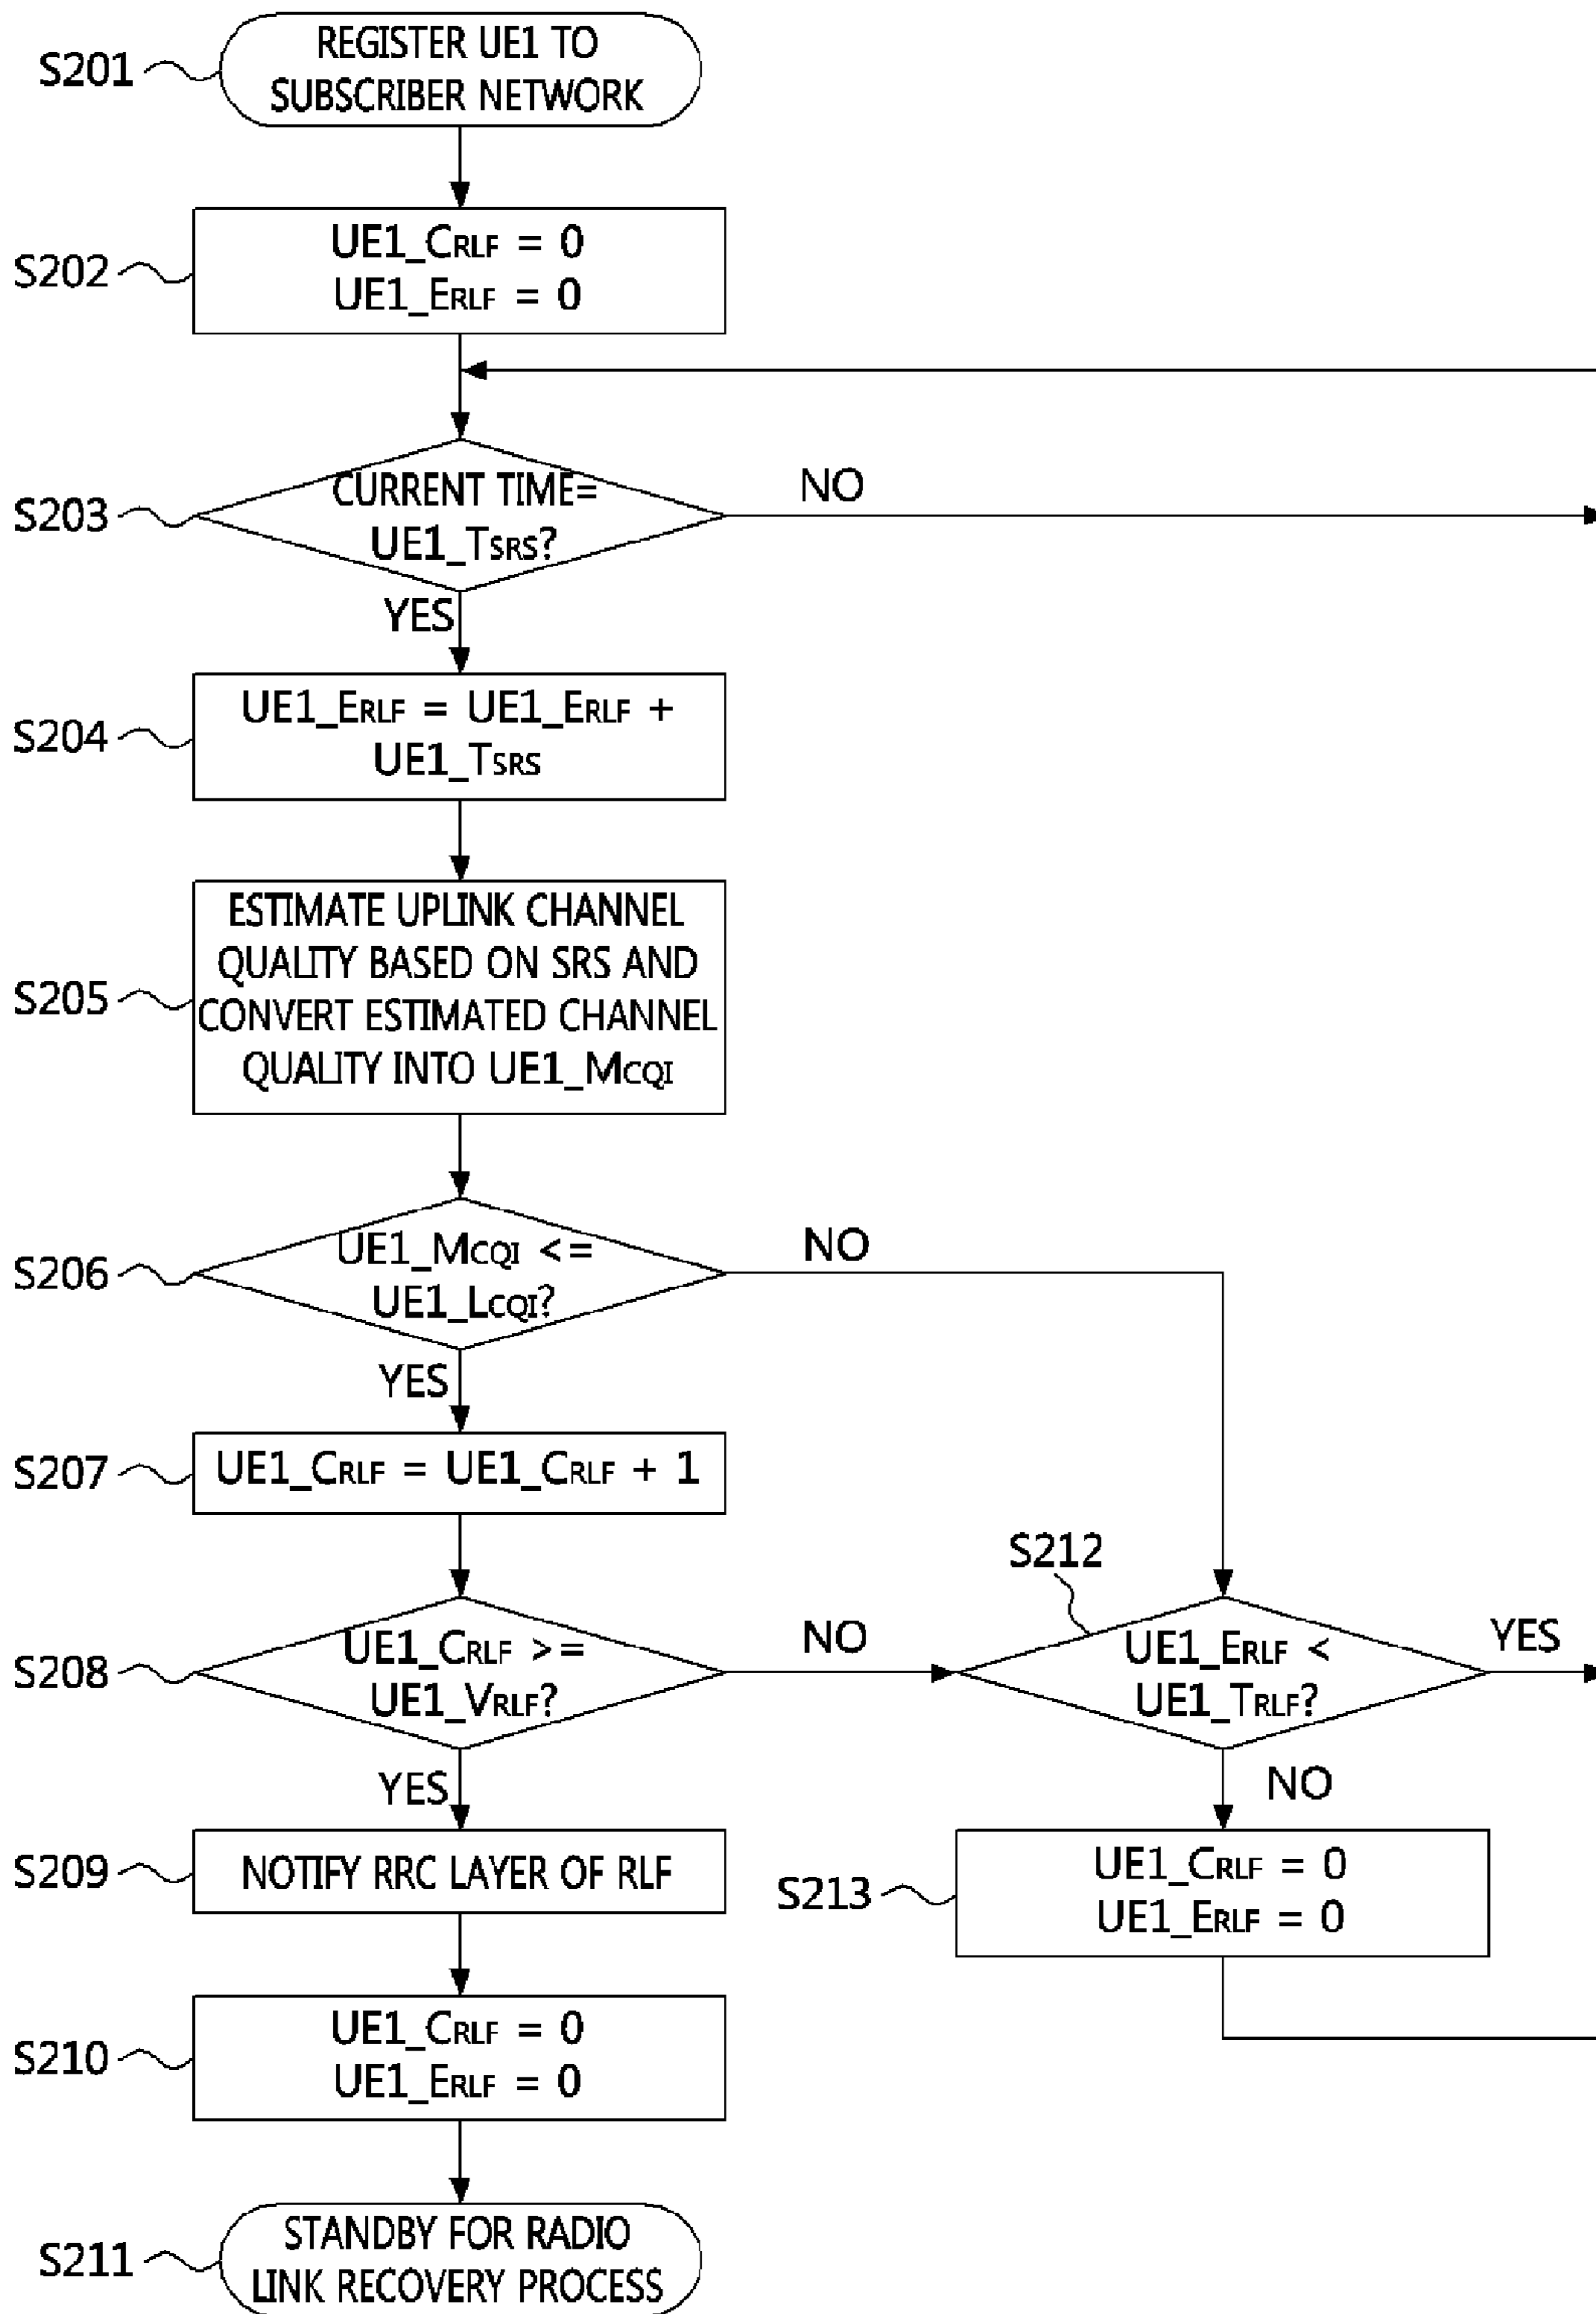 S201
REGISTER UE1 TO
SUBSCRIBER NETWORK
S202
UE1_CRLF = 0
UE1_ERLF = 0
S203
CURRENT TIME=
UE1_TSRS?
NO
YES
S204
UE1_ERLF = UE1_ERLF +
UE1_TSRS
S205
ESTIMATE UPLINK CHANNEL
QUALITY BASED ON SRS AND
CONVERT ESTIMATED CHANNEL
QUALITY INTO UE1_MCQI
S206
UE1_MCQI <=
UE1_LCQI?
NO
YES
S207
UE1_CRLF = UE1_CRLF + 1
S208
UE1_CRLF >=
UE1_VRLF?
NO
YES
S212
UE1_ERLF <
UE1_TRLF?
YES
NO
S209
NOTIFY RRC LAYER OF RLF
S213
UE1_CRLF = 0
UE1_ERLF = 0
S210
UE1_CRLF = 0
UE1_ERLF = 0
S211
STANDBY FOR RADIO
LINK RECOVERY PROCESS